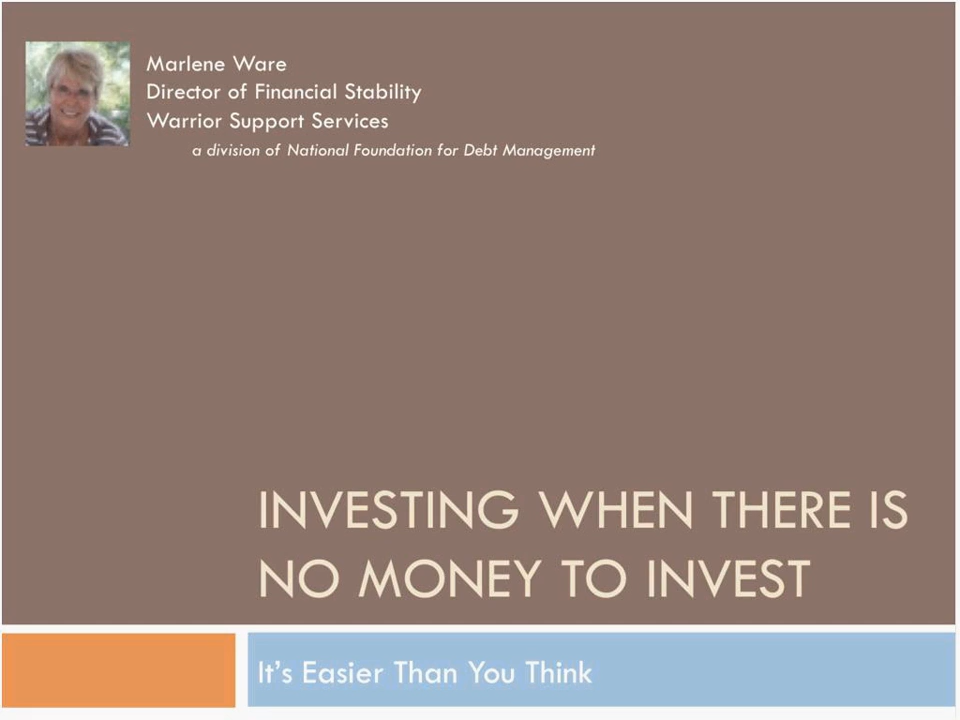 Marlene Ware
Director of Financial Stability
Warrior Support Services
a division of National Foundation for Debt Management
INVESTING WHEN THERE IS
NO MONEY TO INVEST
It's Easier Than You Think